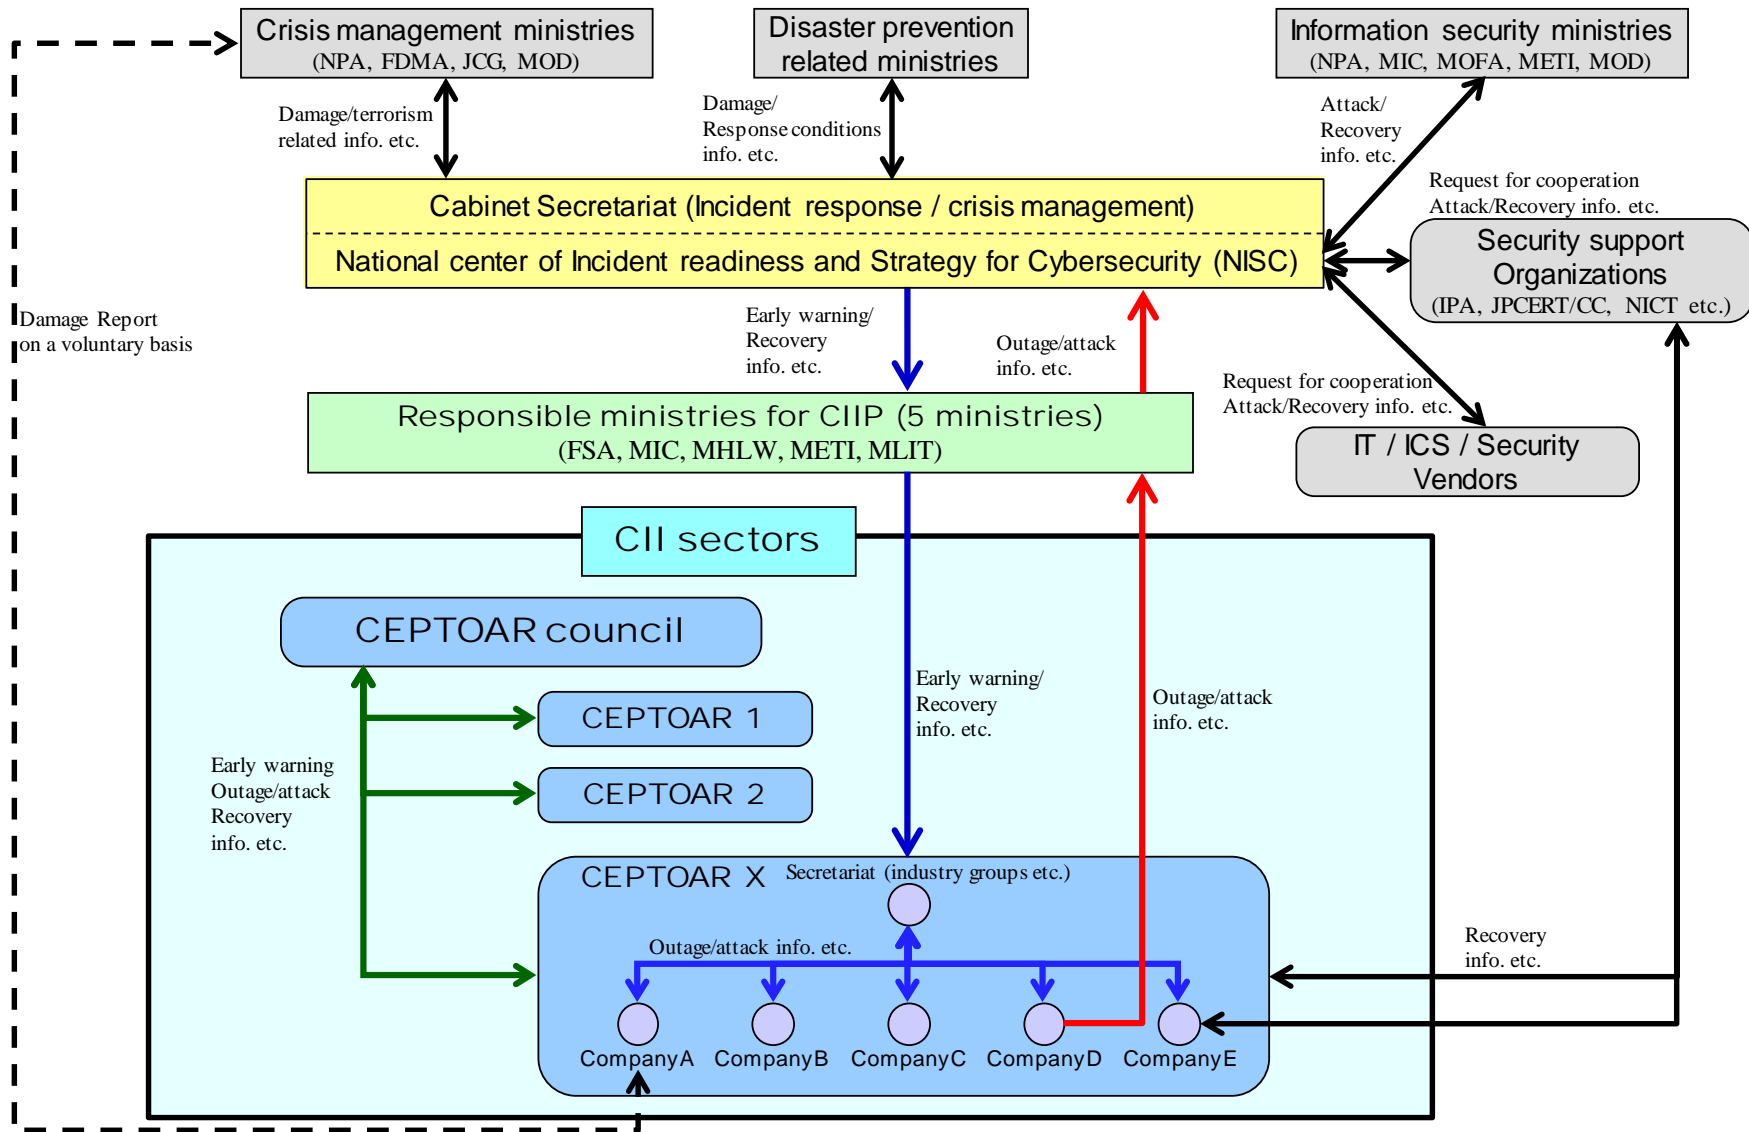 Crisis management ministries
(NPA, FDMA, JCG, MOD)
Disaster prevention
related ministries
Information security ministries
(NPA, MIC, MOFA, METI, MOD)
Damage/terrorism
related info. etc.
Damage/
Response conditions
info. etc.
Attack/
Recovery
info. etc.
Request for cooperation
Attack/Recovery info. etc.
Cabinet Secretariat (Incident response / crisis management)
National center of Incident readiness and Strategy for Cybersecurity (NISC)
Security support
Organizations
(IPA, JPCERT/CC, NICT etc.)
Damage Report
on a voluntary basis
Early warning/
Recovery
info. etc.
Outage/attack
info. etc.
Request for cooperation
Attack/Recovery info. etc.
Responsible ministries for CIIP (5 ministries)
(FSA, MIC, MHLW, METI, MLIT)
IT / ICS / Security
Vendors
CII sectors
CEPTOAR council
Early warning/
Recovery
info. etc.
Outage/attack
info. etc.
CEPTOAR 1
CEPTOAR 2
Early warning
Outage/attack
Recovery
info. etc.
CEPTOAR X
Secretariat (industry groups etc.)
Outage/attack info. etc.
Recovery
info. etc.
CompanyA
CompanyB
CompanyC
CompanyD
CompanyE